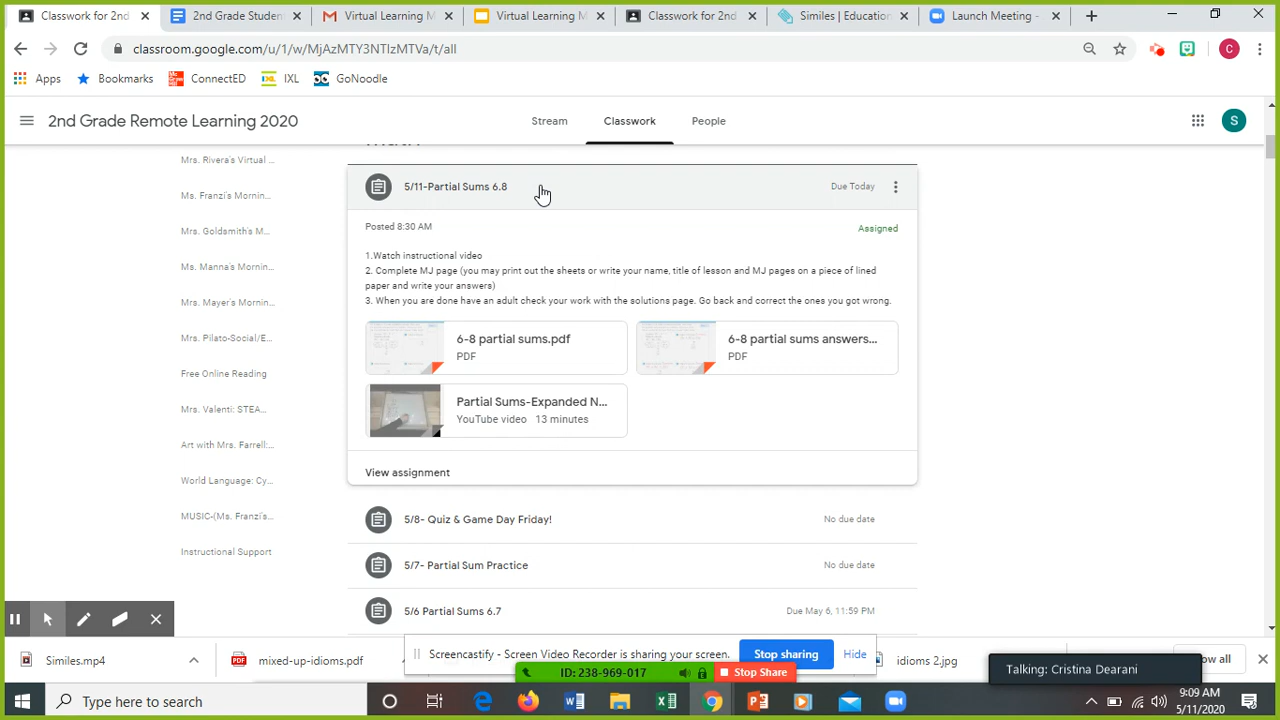 Classwork for 2nd
2nd Grade Studen
Virtual Learning M
Virtual Learning M
Classwork for 2nd
Similes | Education
Launch Meeting -
classroom.google.com/u/1/w/MjAzMTY3NTIzMTVa/t/all
C
Apps
Bookmarks
ConnectED
IXL
GoNoodle
2nd Grade Remote Learning 2020
Stream
Classwork
People
S
Mrs. Rivera's Virtual ...
Ms. Franzi's Mornin...
Mrs. Goldsmith's M...
Ms. Manna's Mornin...
Mrs. Mayer's Mornin...
Mrs. Pilato-Social/E...
Free Online Reading
Mrs. Valenti: STEA...
Art with Mrs. Farrell:...
World Language: Cy...
MUSIC-(Ms. Franzi's...
Instructional Support
5/11-Partial Sums 6.8
Due Today
Posted 8:30 AM
Assigned
1.Watch instructional video
2. Complete MJ page (you may print out the sheets or write your name, title of lesson and MJ pages on a piece of lined
paper and write your answers)
3. When you are done have an adult check your work with the solutions page. Go back and correct the ones you got wrong.
6-8 partial sums.pdf
PDF
6-8 partial sums answers...
PDF
Partial Sums-Expanded N...
YouTube video 13 minutes
View assignment
5/8- Quiz & Game Day Friday!
No due date
5/7- Partial Sum Practice
No due date
5/6 Partial Sums 6.7
Due May 6, 11:59 PM
Screencastify - Screen Video Recorder is sharing your screen.
Stop sharing
Hide
Similes.mp4
mixed-up-idioms.pdf
idioms 2.jpg
ow all
ID: 238-969-017
Stop Share
Talking: Cristina Dearani
Type here to search
9:09 AM
5/11/2020